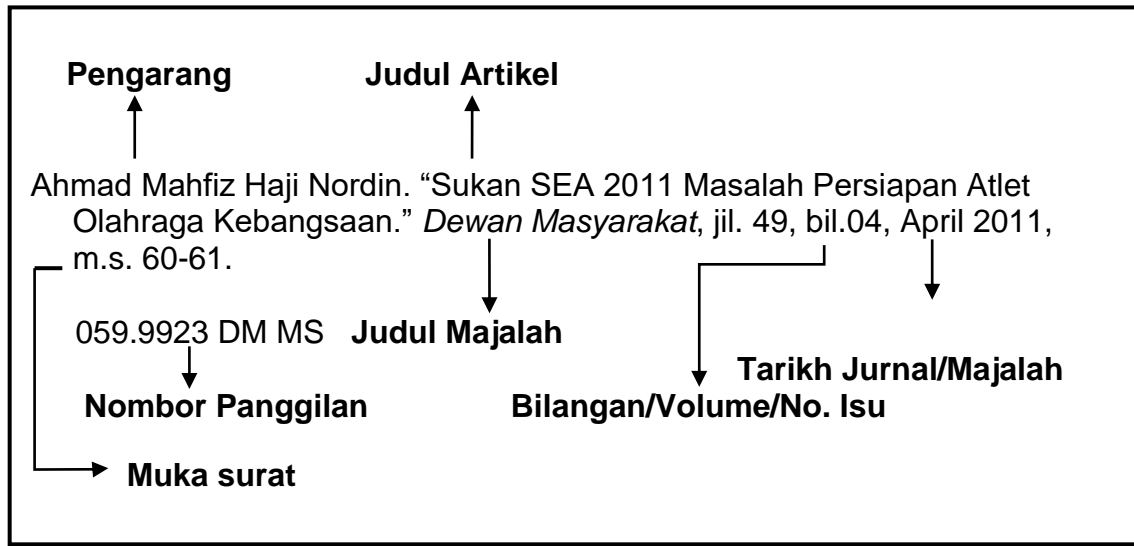 Pengarang Judul Artikel
Ahmad Mahfiz Haji Nordin. “Sukan SEA 2011 Masalah Persiapan Atlet
Olahraga Kebangsaan.” Dewan Masyarakat, jil. 49, bil.04, April 2011,
m.s. 60-61.
059.9923 DM MS Judul Majalah
Tarikh Jurnal/Majalah
Nombor Panggilan Bilangan/Volume/No. Isu
Muka surat